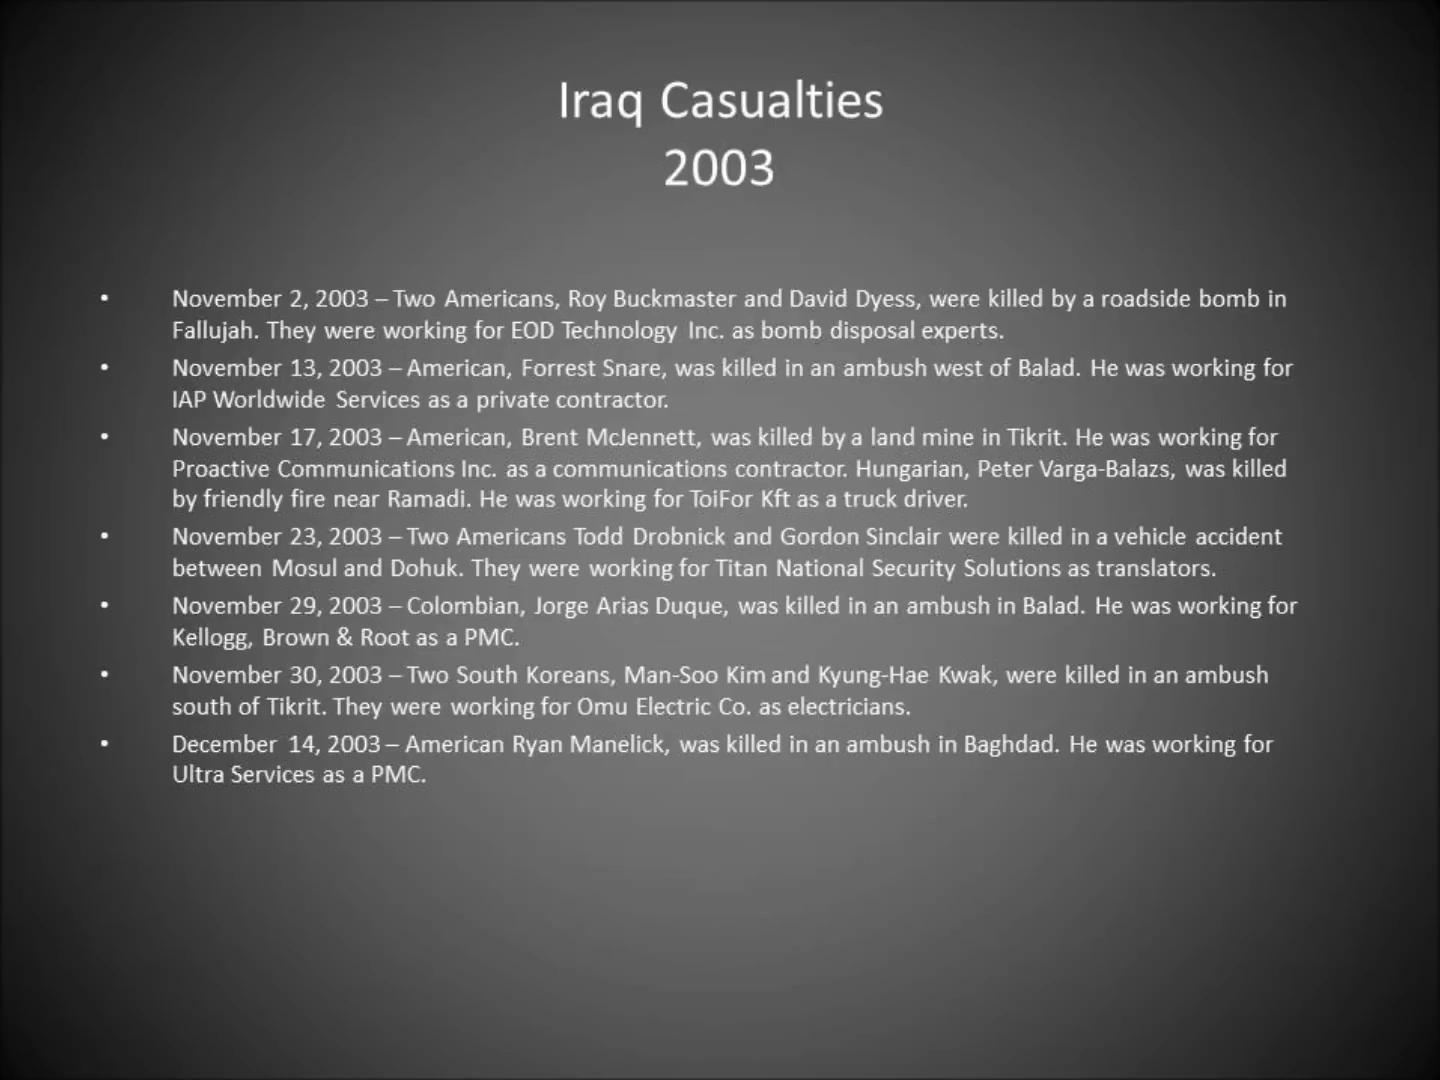 Iraq Casualties
2003
• November 2, 2003 – Two Americans, Roy Buckmaster and David Dyess, were killed by a roadside bomb in
Fallujah. They were working for EOD Technology Inc. as bomb disposal experts.
• November 13, 2003 – American, Forrest Snare, was killed in an ambush west of Balad. He was working for
IAP Worldwide Services as a private contractor.
• November 17, 2003 – American, Brent McJennett, was killed by a land mine in Tikrit. He was working for
Proactive Communications Inc. as a communications contractor. Hungarian, Peter Varga-Balazs, was killed
by friendly fire near Ramadi. He was working for ToiFor Kft as a truck driver.
• November 23, 2003 – Two Americans Todd Drobnick and Gordon Sinclair were killed in a vehicle accident
between Mosul and Dohuk. They were working for Titan National Security Solutions as translators.
• November 29, 2003 – Colombian, Jorge Arias Duque, was killed in an ambush in Balad. He was working for
Kellogg, Brown & Root as a PMC.
• November 30, 2003 – Two South Koreans, Man-Soo Kim and Kyung-Hae Kwak, were killed in an ambush
south of Tikrit. They were working for Omu Electric Co. as electricians.
• December 14, 2003 – American Ryan Manelick, was killed in an ambush in Baghdad. He was working for
Ultra Services as a PMC.